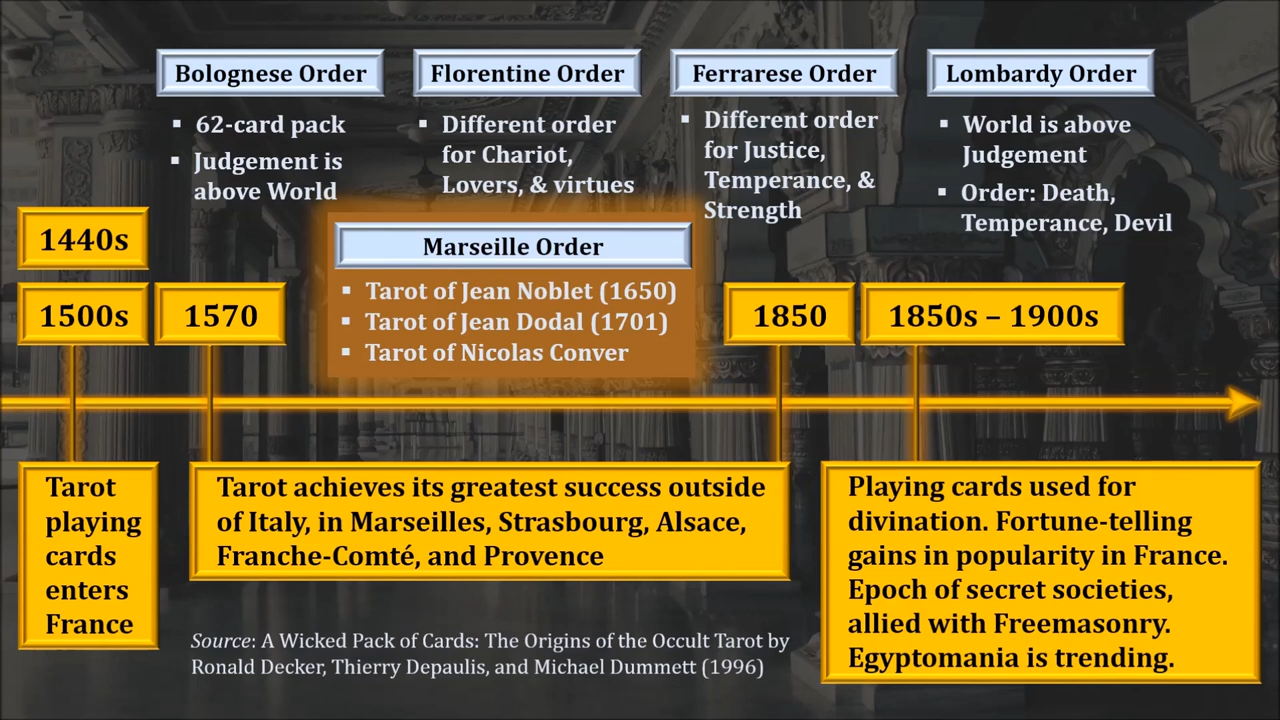 Bolognese Order
▪ 62-card pack
▪ Judgement is
above World
Florentine Order
▪ Different order
for Chariot,
Lovers, & virtues
Ferrarese Order
▪ Different order
for Justice,
Temperance, &
Strength
Lombardy Order
▪ World is above
Judgement
▪ Order: Death,
Temperance, Devil
1440s
1500s
1570
Marseille Order
▪ Tarot of Jean Noblet (1650)
▪ Tarot of Jean Dodal (1701)
▪ Tarot of Nicolas Conver
1850
1850s – 1900s
Tarot
playing
cards
enters
France
Tarot achieves its greatest success outside
of Italy, in Marseilles, Strasbourg, Alsace,
Franche-Comté, and Provence
Playing cards used for
divination. Fortune-telling
gains in popularity in France.
Epoch of secret societies,
allied with Freemasonry.
Egyptomania is trending.
Source: A Wicked Pack of Cards: The Origins of the Occult Tarot by
Ronald Decker, Thierry Depaulis, and Michael Dummett (1996)